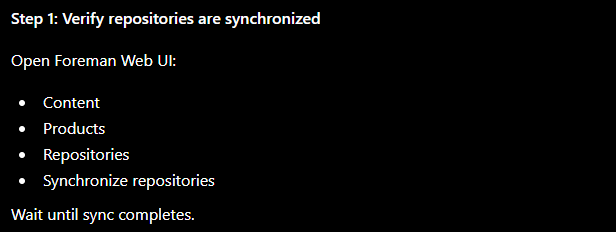 Step 1: Verify repositories are synchronized
Open Foreman Web UI:
• Content
• Products
• Repositories
• Synchronize repositories
Wait until sync completes.